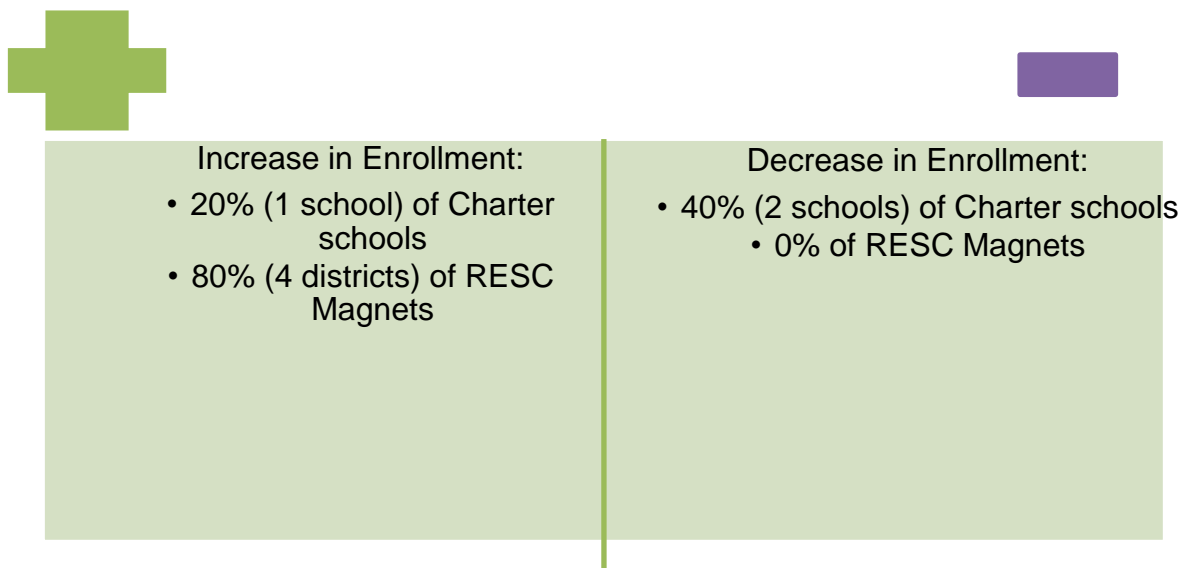 Increase in Enrollment:
• 20% (1 school) of Charter
schools
• 80% (4 districts) of RESC
Magnets
Decrease in Enrollment:
• 40% (2 schools) of Charter schools
• 0% of RESC Magnets